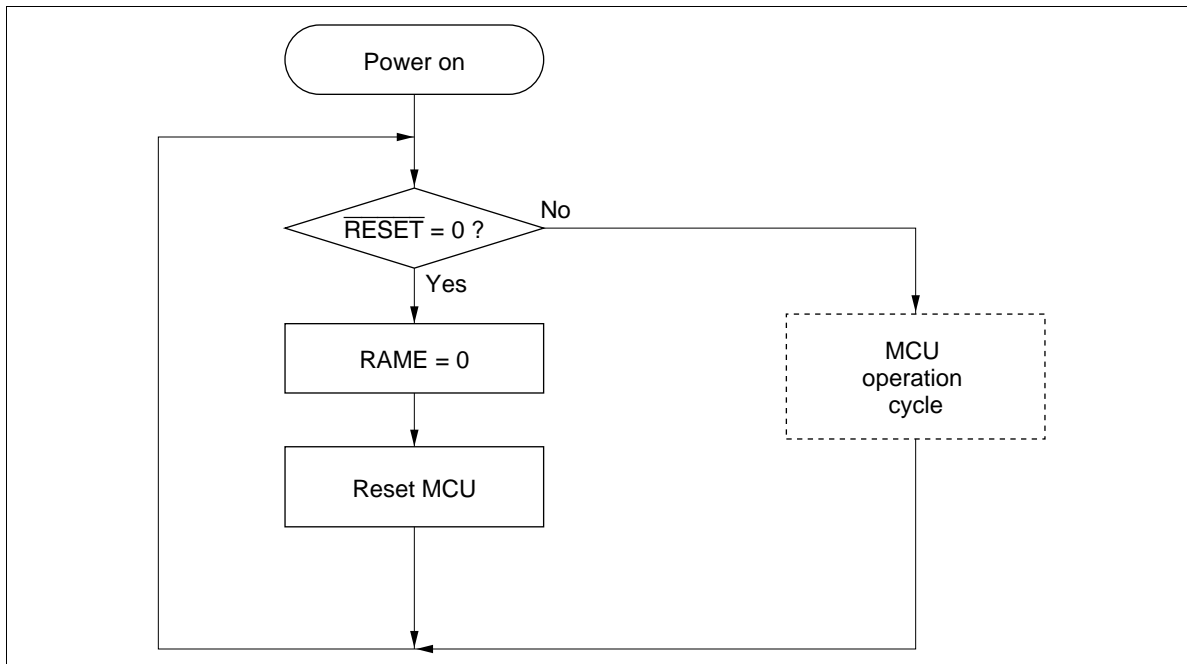 Power on
RESET = 0 ?
No
Yes
RAME = 0
MCU
operation
cycle
Reset MCU